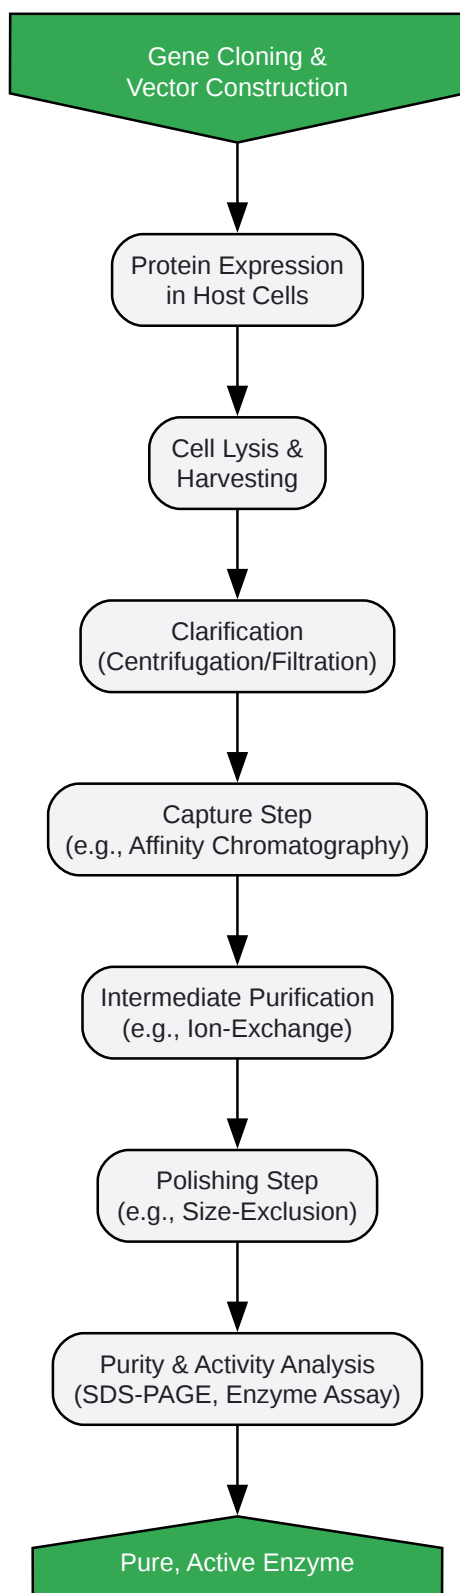 Gene Cloning &
Vector Construction
Protein Expression
in Host Cells
Cell Lysis &
Harvesting
Clarification
(Centrifugation/Filtration)
Capture Step
(e.g., Affinity Chromatography)
Intermediate Purification
(e.g., Ion-Exchange)
Polishing Step
(e.g., Size-Exclusion)
Purity & Activity Analysis
(SDS-PAGE, Enzyme Assay)
Pure, Active Enzyme